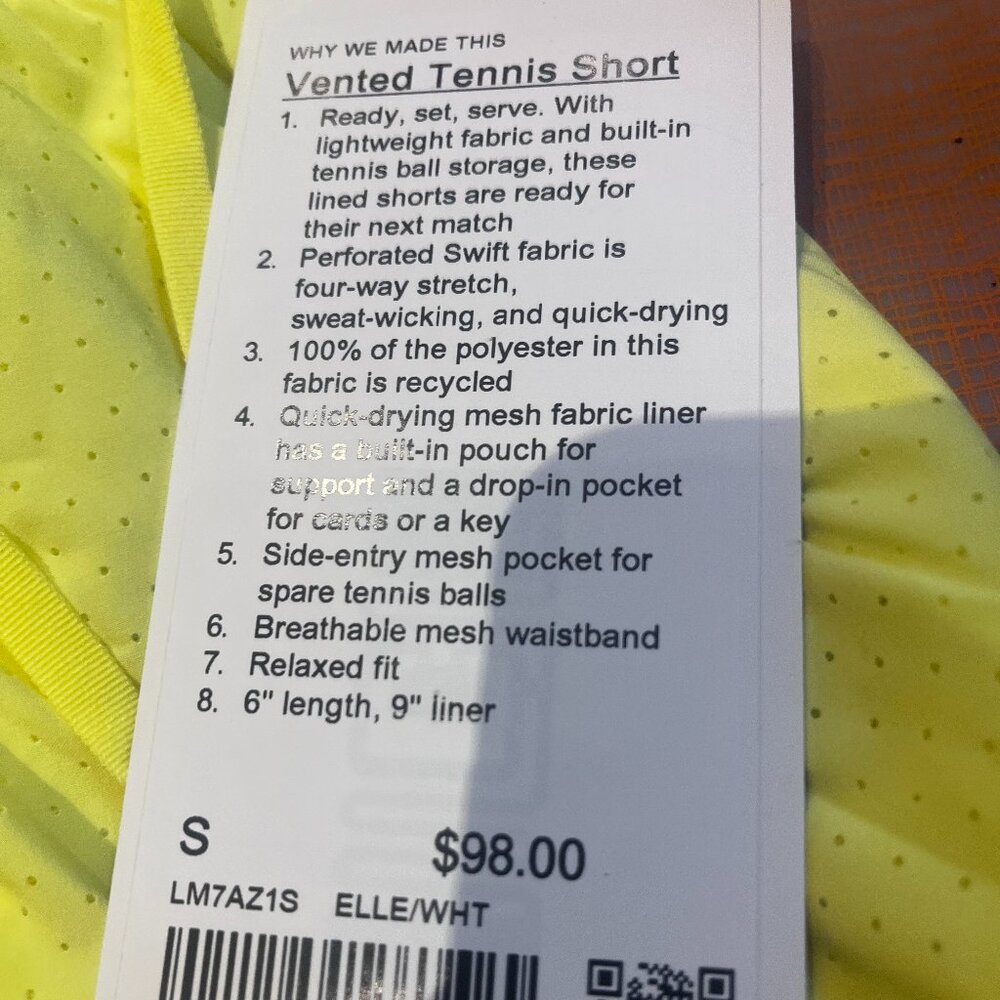 WHY WE MADE THIS
Vented Tennis Short
1. Ready, set, serve. With
lightweight fabric and built-in
tennis ball storage, these
lined shorts are ready for
their next match
2. Perforated Swift fabric is
four-way stretch,
sweat-wicking, and quick-drying
3. 100% of the polyester in this
fabric is recycled
4. Quick-drying mesh fabric liner
has a built-in pouch for
support and a drop-in pocket
for cards or a key
5. Side-entry mesh pocket for
spare tennis balls
6. Breathable mesh waistband
7. Relaxed fit
8. 6" length, 9" liner
S $98.00
LM7AZ1S ELLE/WHT